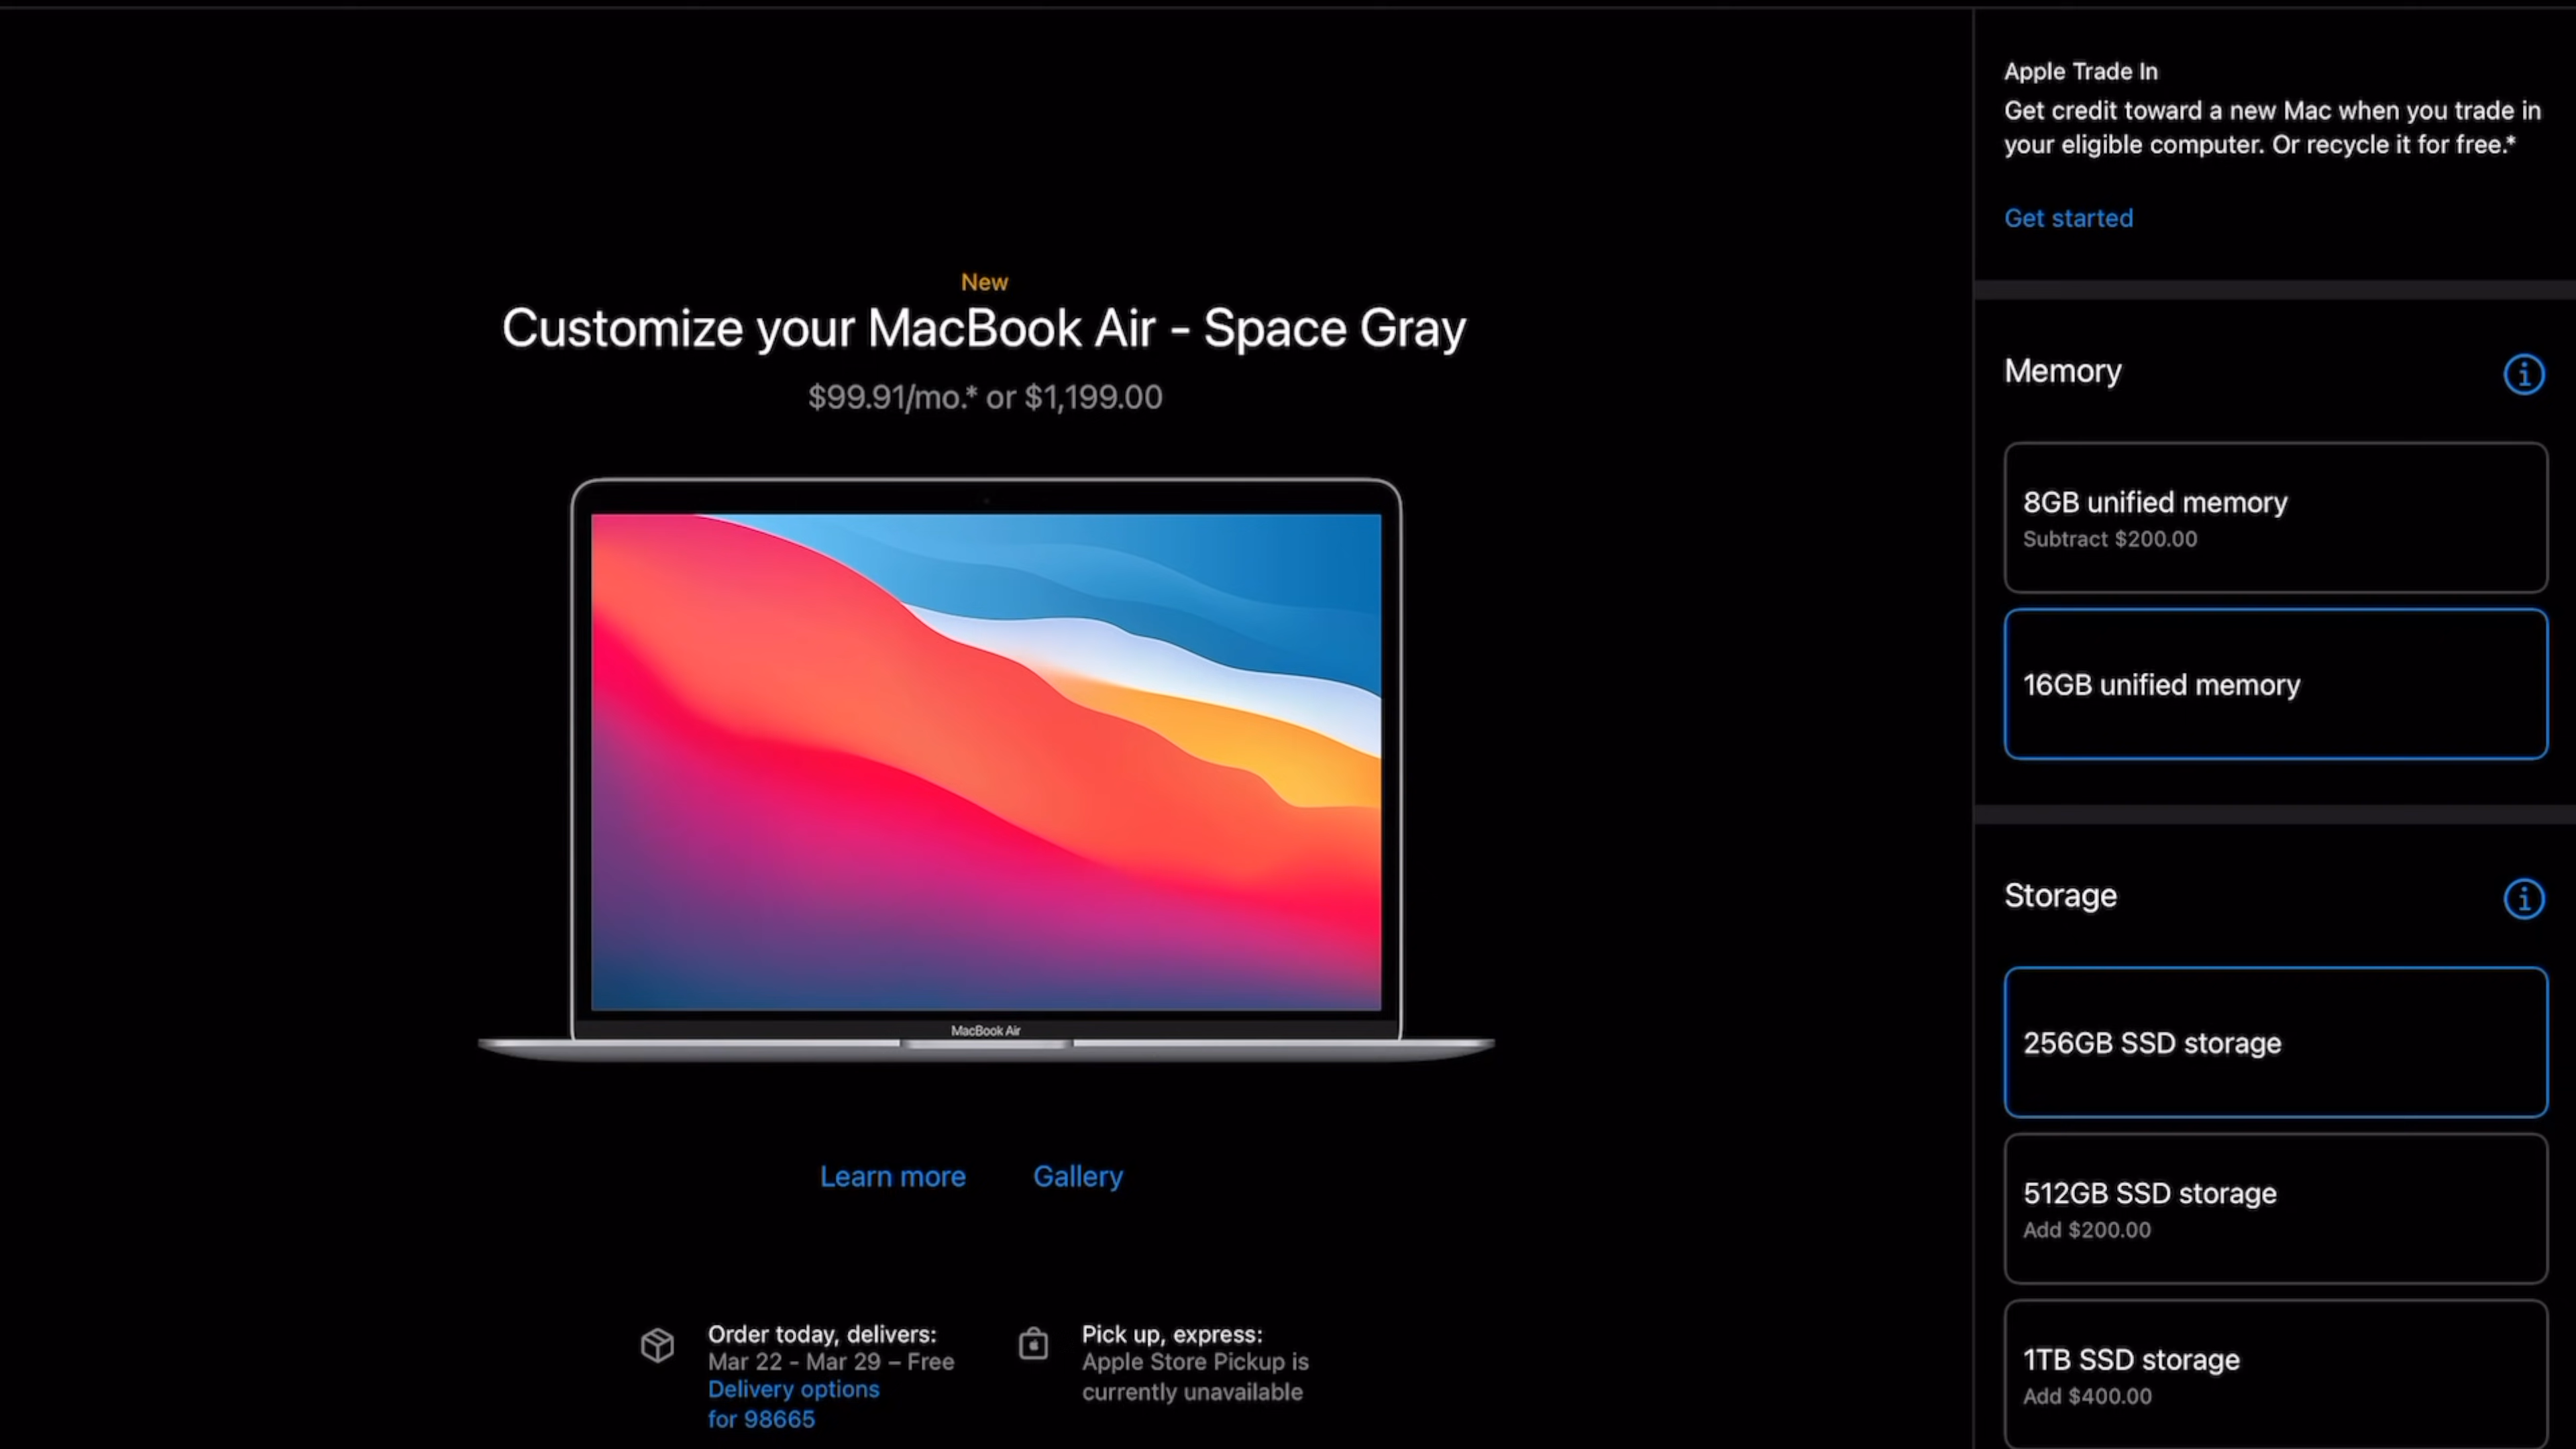 New
Customize your MacBook Air - Space Gray
$99.91/mo.* or $1,199.00
MacBook Air
Learn more
Gallery
Order today, delivers:
Mar 22 - Mar 29 – Free
Delivery options
for 98665
Pick up, express:
Apple Store Pickup is
currently unavailable
Apple Trade In
Get credit toward a new Mac when you trade in
your eligible computer. Or recycle it for free.*
Get started
Memory
8GB unified memory
Subtract $200.00
16GB unified memory
Storage
256GB SSD storage
512GB SSD storage
Add $200.00
1TB SSD storage
Add $400.00